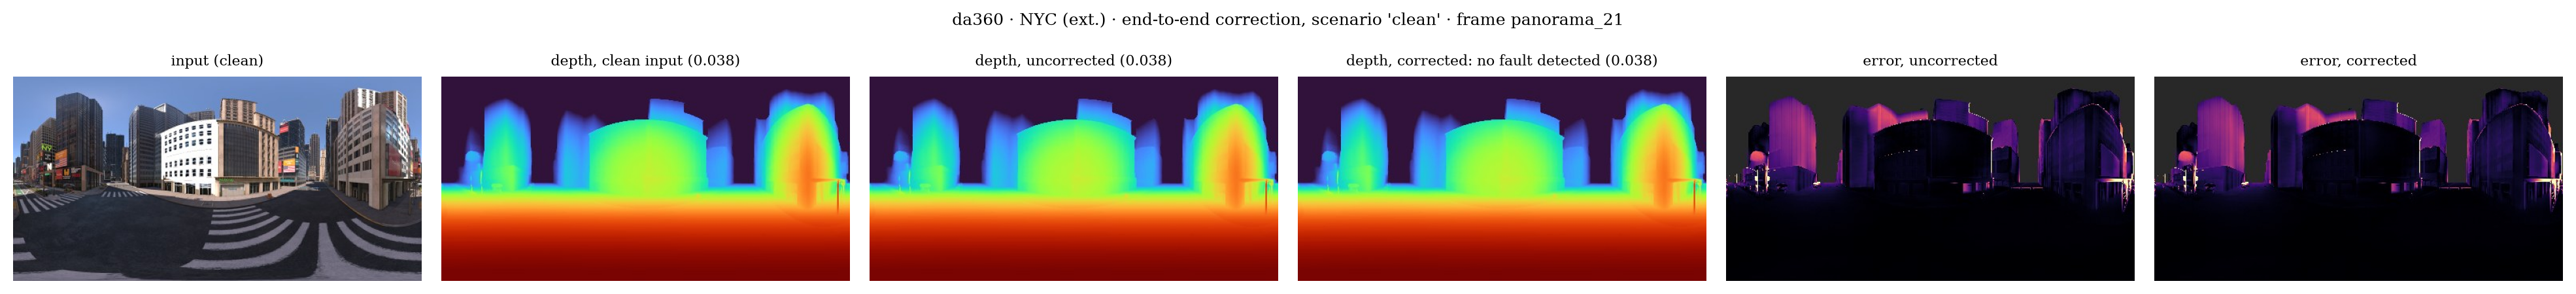 da360 · NYC (ext.) · end-to-end correction, scenario 'clean' · frame panorama_21
input (clean)
depth, clean input (0.038)
depth, uncorrected (0.038)
depth, corrected: no fault detected (0.038)
error, uncorrected
error, corrected